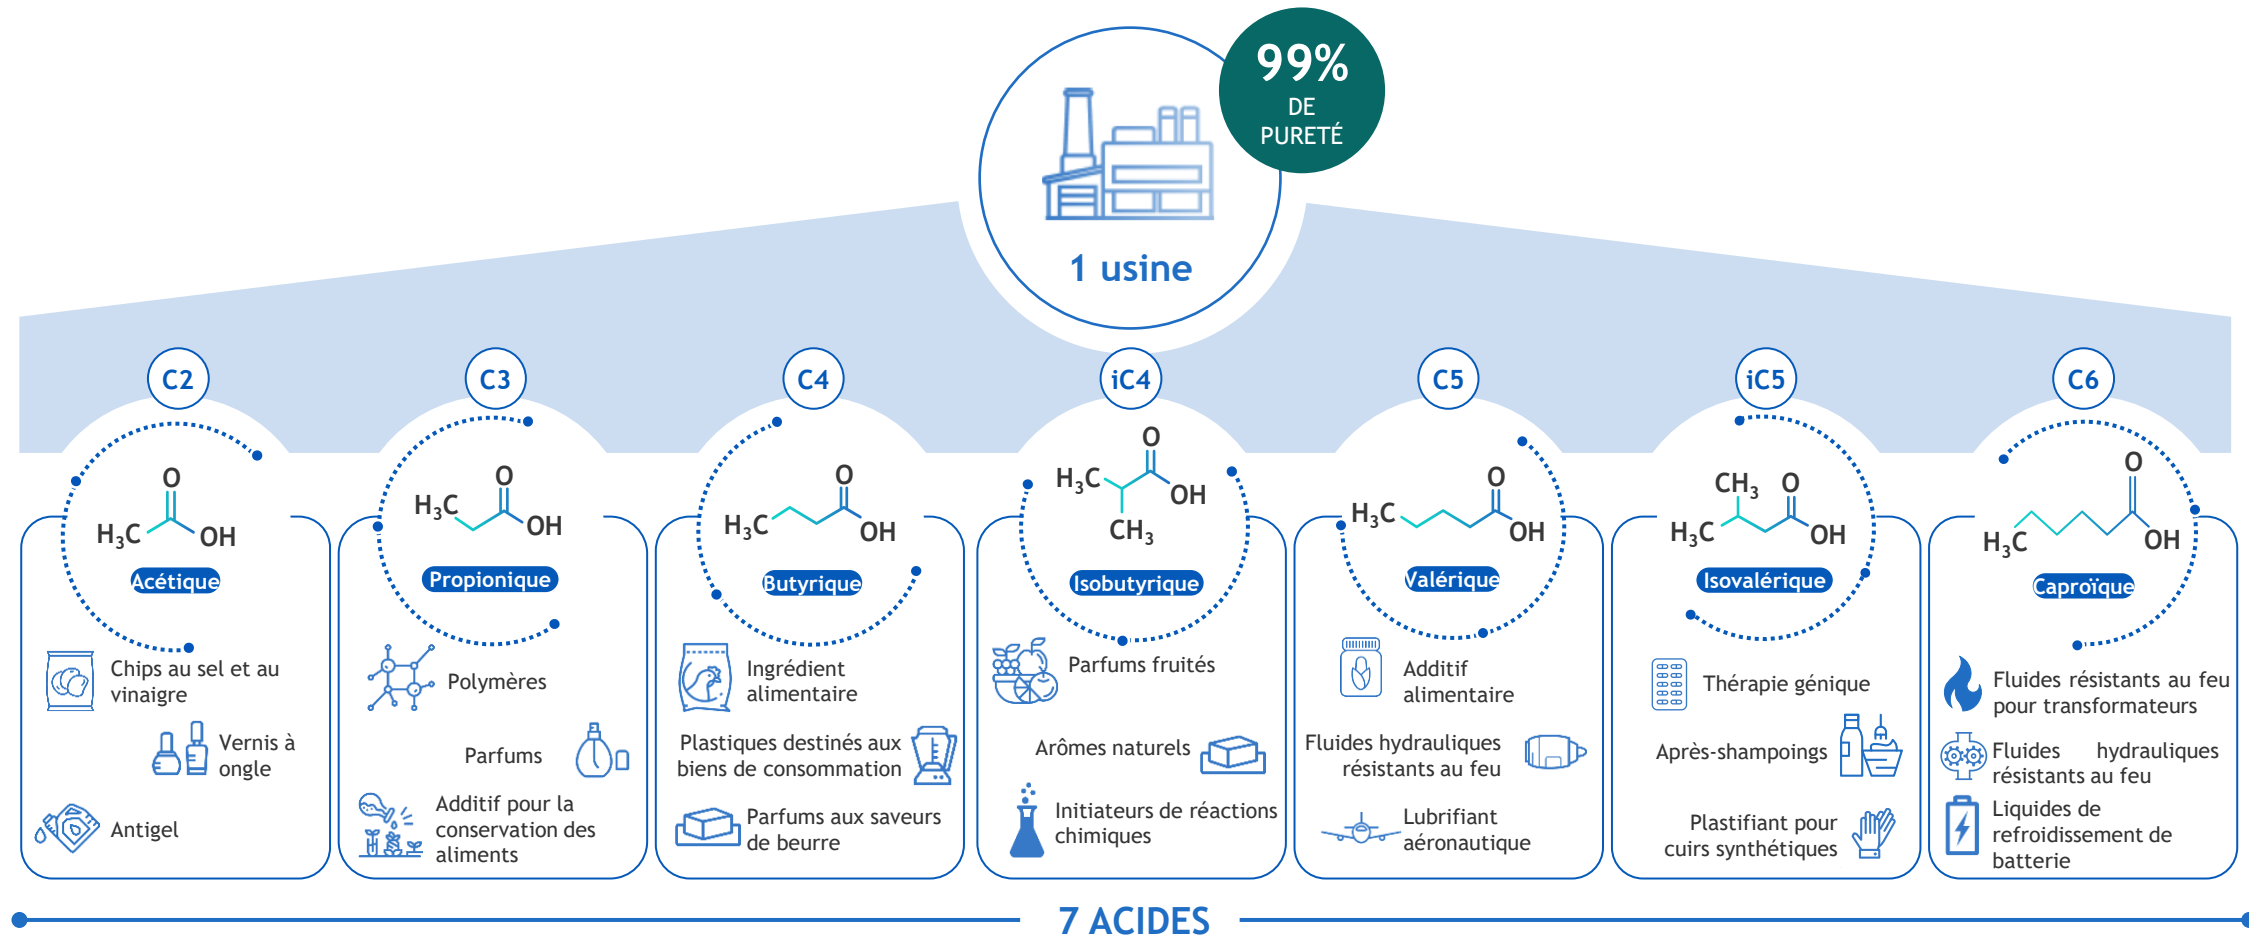 99%
DE
PURETÉ
1 usine
C2
C3
C4
iC4
C5
iC5
C6
O
H3C
OH
Acétique
Chips au sel et au
vinaigre
Vernis à
ongle
Antigel
O
H3C
OH
Propionique
Polymères
Parfums
Additif pour la
conservation des
aliments
O
H3C
OH
Butyrique
Ingrédient
alimentaire
Plastiques destinés aux
biens de consommation
Parfums aux saveurs
de beurre
O
H3C
OH
CH3
Isobutyrique
Parfums fruités
Arômes naturels
Initiateurs de réactions
chimiques
O
H3C
OH
Valérique
Additif
alimentaire
Fluides hydrauliques
résistants au feu
Lubrifiant
aéronautique
CH3 O
H3C
OH
Isovalérique
Thérapie génique
Après-shampoings
Plastifiant pour
cuirs synthétiques
O
H3C
OH
Caproïque
Fluides résistants au feu
pour transformateurs
Fluides hydrauliques
résistants au feu
Liquides de
refroidissement de
batterie
7 ACIDES